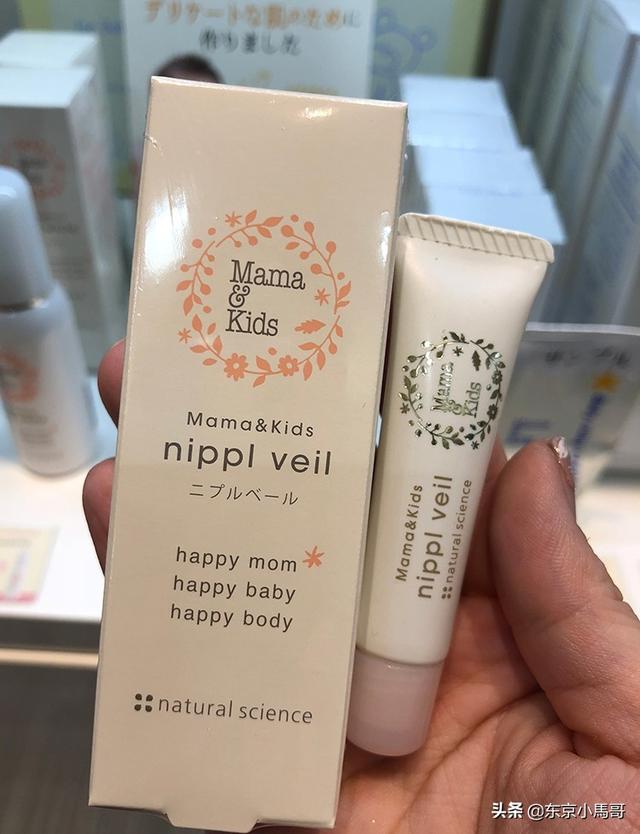 デリケートな肌のために
作りました
Mama
&
Kids
Mama&Kids
nippl veil
ニプルベール
happy mom
happy baby
happy body
natural science
Mama
&
Kids
Mama&Kids
nippl veil
natural science
头条 @东京小馬哥